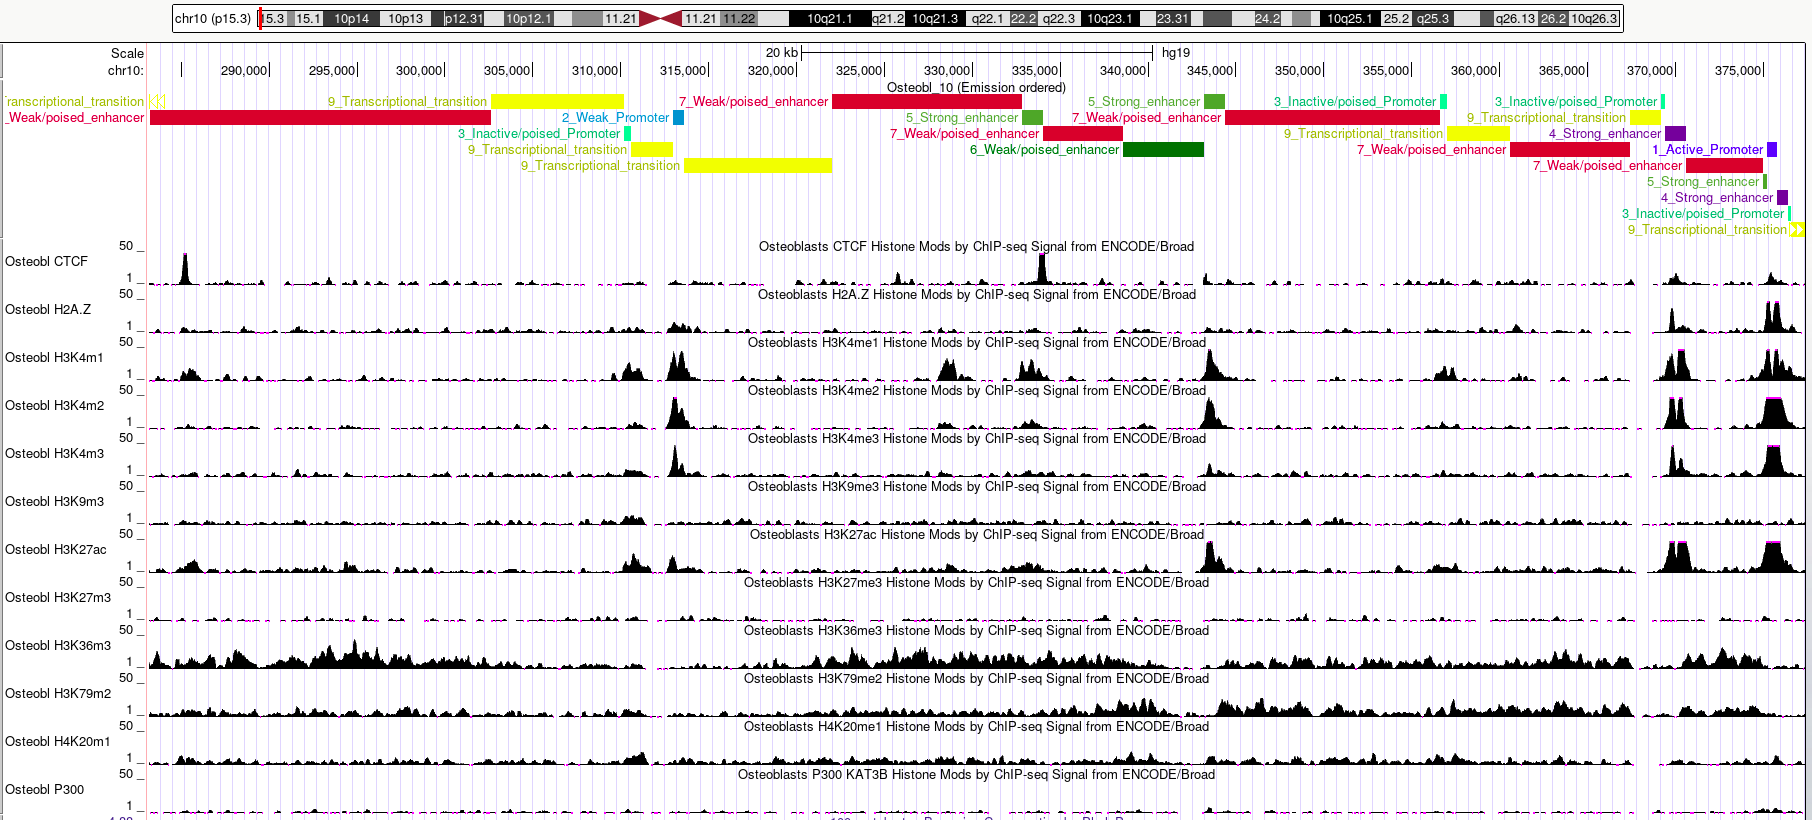 chr10 (p15.3) 15.3 15.1 10p14 10p13 p12.31 10p12.1 11.21 11.21 11.22 10q21.1 q21.2 10q21.3 q22.1 22.2 q22.3 10q23.1 23.31 24.2 10q25.1 25.2 q25.3 q26.13 26.2 10q26.3
Scale 20 kb hg19
chr10: 290,000 295,000 300,000 305,000 310,000 315,000 320,000 325,000 330,000 335,000 340,000 345,000 350,000 355,000 360,000 365,000 370,000 375,000
Osteobl_10 (Emission ordered)
ranscriptional_transition 9_Transcriptional_transition 7_Weak/poised_enhancer 5_Strong_enhancer 3_Inactive/poised_Promoter 3_Inactive/poised_Promoter
_Weak/poised_enhancer 2_Weak_Promoter 5_Strong_enhancer 7_Weak/poised_enhancer 9_Transcriptional_transition
3_Inactive/poised_Promoter 7_Weak/poised_enhancer 9_Transcriptional_transition 4_Strong_enhancer
9_Transcriptional_transition 6_Weak/poised_enhancer 7_Weak/poised_enhancer 1_Active_Promoter
9_Transcriptional_transition 7_Weak/poised_enhancer
5_Strong_enhancer
4_Strong_enhancer
3_Inactive/poised_Promoter
9_Transcriptional_transition
Osteoblasts CTCF Histone Mods by ChIP-seq Signal from ENCODE/Broad
50
Osteobl CTCF
1
Osteoblasts H2A.Z Histone Mods by ChIP-seq Signal from ENCODE/Broad
50
Osteobl H2A.Z
1
Osteoblasts H3K4me1 Histone Mods by ChIP-seq Signal from ENCODE/Broad
50
Osteobl H3K4m1
1
Osteoblasts H3K4me2 Histone Mods by ChIP-seq Signal from ENCODE/Broad
50
Osteobl H3K4m2
1
Osteoblasts H3K4me3 Histone Mods by ChIP-seq Signal from ENCODE/Broad
50
Osteobl H3K4m3
1
Osteoblasts H3K9me3 Histone Mods by ChIP-seq Signal from ENCODE/Broad
50
Osteobl H3K9m3
1
Osteoblasts H3K27ac Histone Mods by ChIP-seq Signal from ENCODE/Broad
50
Osteobl H3K27ac
1
Osteoblasts H3K27me3 Histone Mods by ChIP-seq Signal from ENCODE/Broad
50
Osteobl H3K27m3
1
Osteoblasts H3K36me3 Histone Mods by ChIP-seq Signal from ENCODE/Broad
50
Osteobl H3K36m3
1
Osteoblasts H3K79me2 Histone Mods by ChIP-seq Signal from ENCODE/Broad
50
Osteobl H3K79m2
1
Osteoblasts H4K20me1 Histone Mods by ChIP-seq Signal from ENCODE/Broad
50
Osteobl H4K20m1
1
Osteoblasts P300 KAT3B Histone Mods by ChIP-seq Signal from ENCODE/Broad
50
Osteobl P300
1